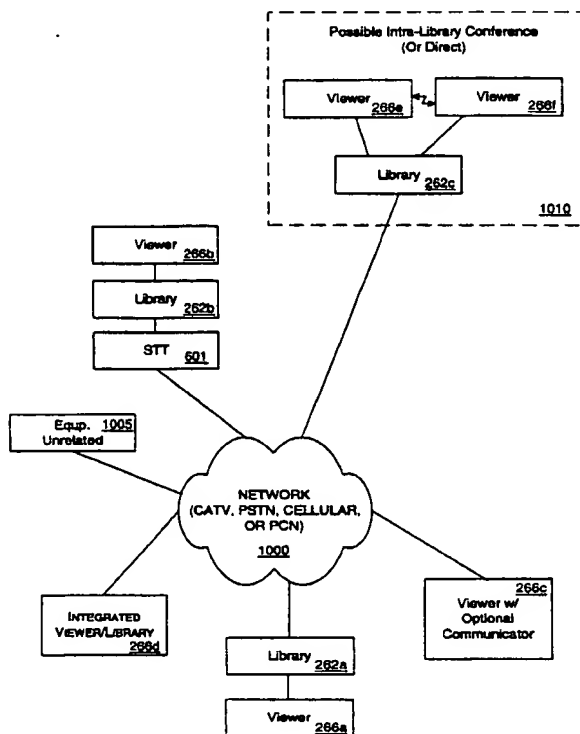 Possible Intra-Library Conference
(Or Direct)
Viewer
266e
Viewer
266f
Library
262c
1010
Viewer
266b
Library
262b
STT
601
Equp. 1005
Unrelated
NETWORK
(CATV, PSTN, CELLULAR,
OR PCN)
1000
266c
Viewer w/
Optional
Communicator
INTEGRATED
VIEWER/LIBRARY
266d
Library
262a
Viewer
266a